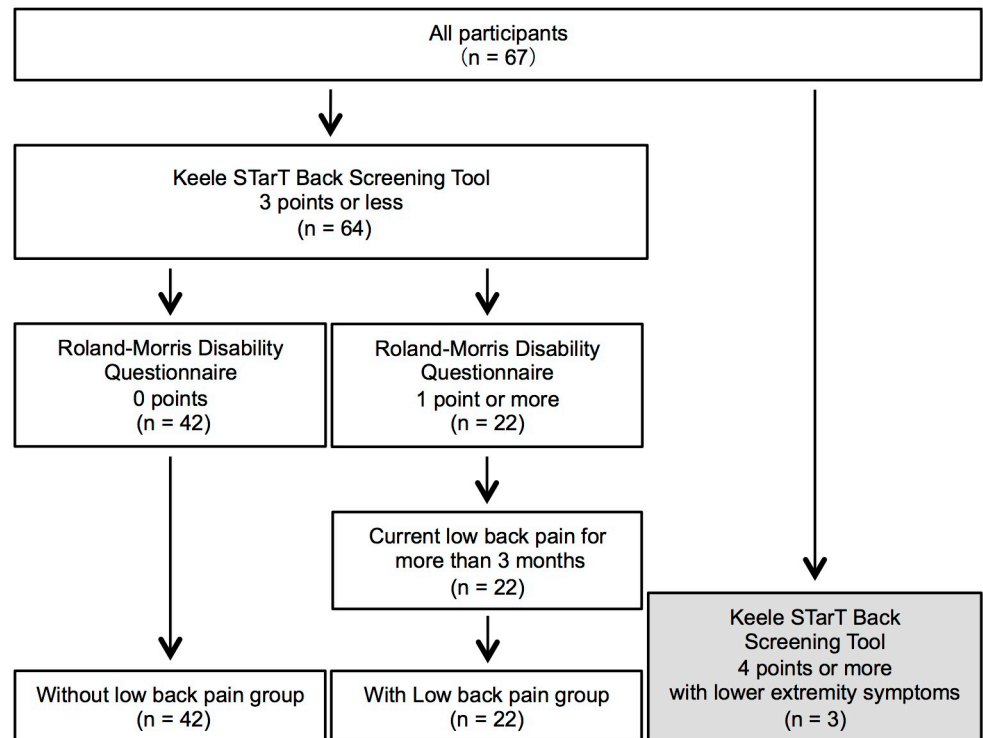 All participants
(n = 67)
Keele STarT Back Screening Tool
3 points or less
(n = 64)
Roland-Morris Disability
Questionnaire
0 points
(n = 42)
Roland-Morris Disability
Questionnaire
1 point or more
(n = 22)
Current low back pain for
more than 3 months
(n = 22)
Keele STarT Back
Screening Tool
4 points or more
with lower extremity symptoms
(n = 3)
Without low back pain group
(n = 42)
With Low back pain group
(n = 22)